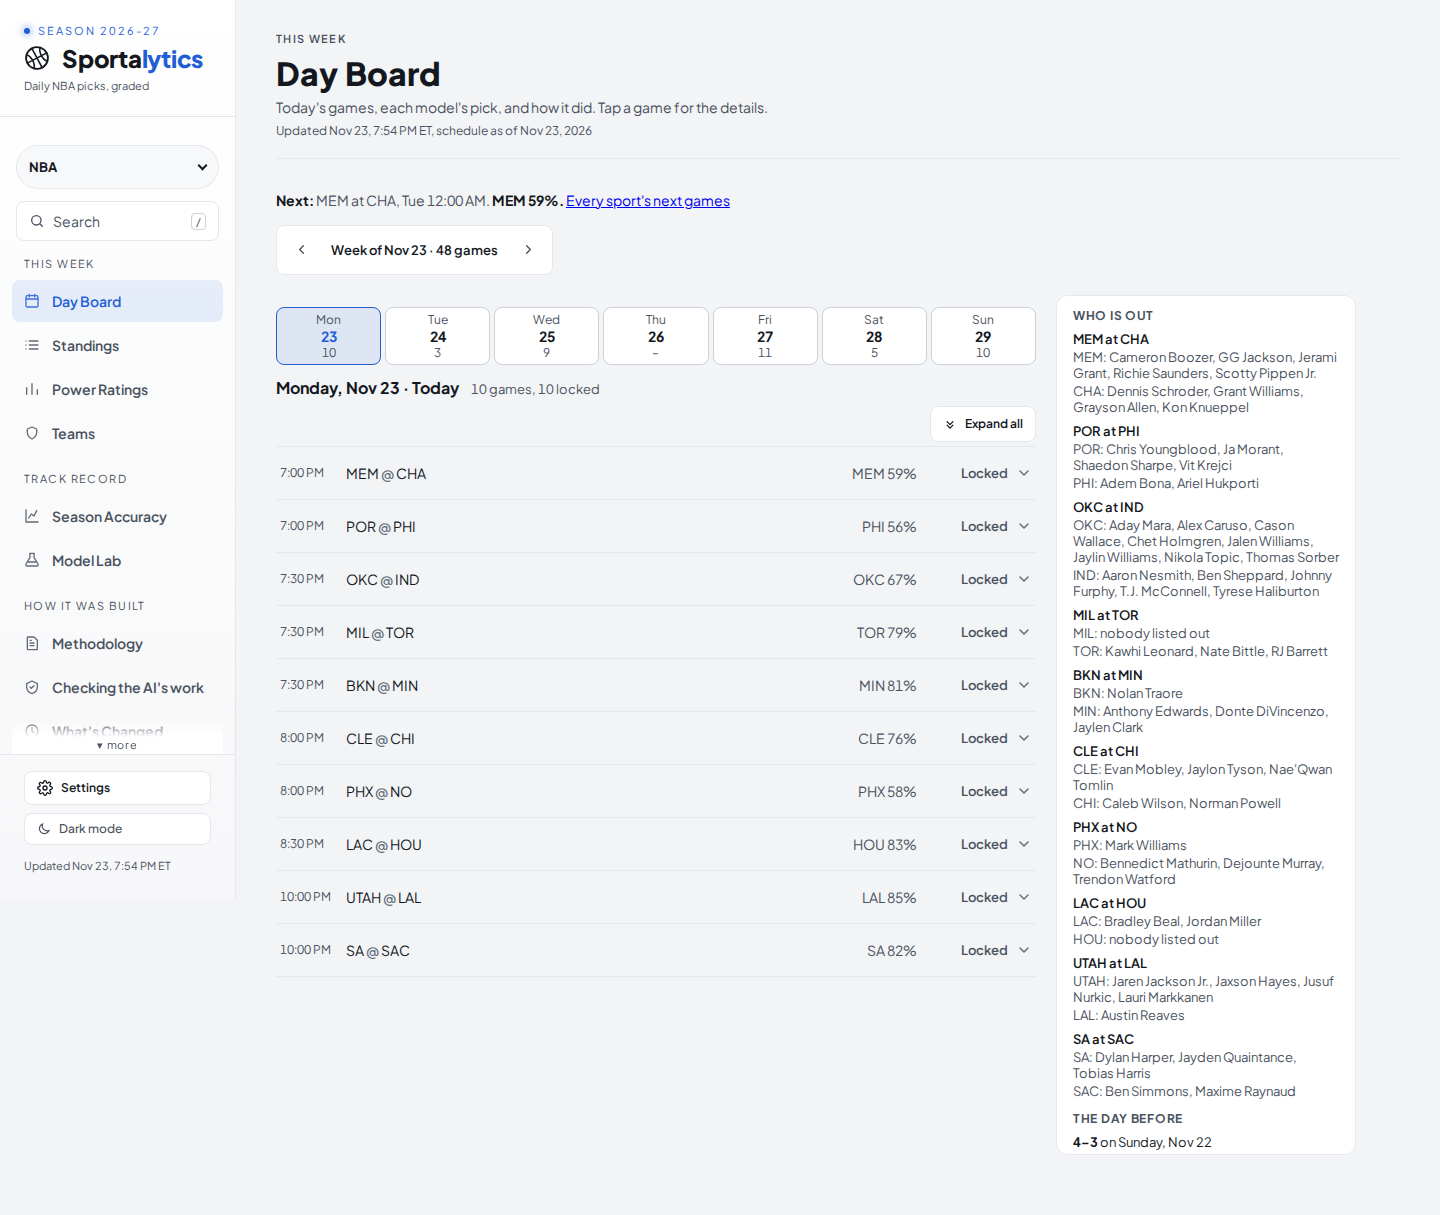 SEASON 2026-27
Sportalytics
Daily NBA picks, graded
NBA
Search /
THIS WEEK
Day Board
Standings
Power Ratings
Teams
TRACK RECORD
Season Accuracy
Model Lab
HOW IT WAS BUILT
Methodology
Checking the AI's work
What's Changed
▾ more
Settings
Dark mode
Updated Nov 23, 7:54 PM ET
THIS WEEK
Day Board
Today's games, each model's pick, and how it did. Tap a game for the details.
Updated Nov 23, 7:54 PM ET, schedule as of Nov 23, 2026
Next: MEM at CHA, Tue 12:00 AM. MEM 59%. Every sport's next games
Week of Nov 23 · 48 games
Mon
23
10
Tue
24
3
Wed
25
9
Thu
26
–
Fri
27
11
Sat
28
5
Sun
29
10
Monday, Nov 23 · Today 10 games, 10 locked
Expand all
7:00 PM MEM @ CHA MEM 59% Locked
7:00 PM POR @ PHI PHI 56% Locked
7:30 PM OKC @ IND OKC 67% Locked
7:30 PM MIL @ TOR TOR 79% Locked
7:30 PM BKN @ MIN MIN 81% Locked
8:00 PM CLE @ CHI CLE 76% Locked
8:00 PM PHX @ NO PHX 58% Locked
8:30 PM LAC @ HOU HOU 83% Locked
10:00 PM UTAH @ LAL LAL 85% Locked
10:00 PM SA @ SAC SA 82% Locked
WHO IS OUT
MEM at CHA
MEM: Cameron Boozer, GG Jackson, Jerami
Grant, Richie Saunders, Scotty Pippen Jr.
CHA: Dennis Schroder, Grant Williams,
Grayson Allen, Kon Knueppel
POR at PHI
POR: Chris Youngblood, Ja Morant,
Shaedon Sharpe, Vit Krejci
PHI: Adem Bona, Ariel Hukporti
OKC at IND
OKC: Aday Mara, Alex Caruso, Cason
Wallace, Chet Holmgren, Jalen Williams,
Jaylin Williams, Nikola Topic, Thomas Sorber
IND: Aaron Nesmith, Ben Sheppard, Johnny
Furphy, T.J. McConnell, Tyrese Haliburton
MIL at TOR
MIL: nobody listed out
TOR: Kawhi Leonard, Nate Bittle, RJ Barrett
BKN at MIN
BKN: Nolan Traore
MIN: Anthony Edwards, Donte DiVincenzo,
Jaylen Clark
CLE at CHI
CLE: Evan Mobley, Jaylon Tyson, Nae'Qwan
Tomlin
CHI: Caleb Wilson, Norman Powell
PHX at NO
PHX: Mark Williams
NO: Bennedict Mathurin, Dejounte Murray,
Trendon Watford
LAC at HOU
LAC: Bradley Beal, Jordan Miller
HOU: nobody listed out
UTAH at LAL
UTAH: Jaren Jackson Jr., Jaxson Hayes, Jusuf
Nurkic, Lauri Markkanen
LAL: Austin Reaves
SA at SAC
SA: Dylan Harper, Jayden Quaintance,
Tobias Harris
SAC: Ben Simmons, Maxime Raynaud
THE DAY BEFORE
4–3 on Sunday, Nov 22